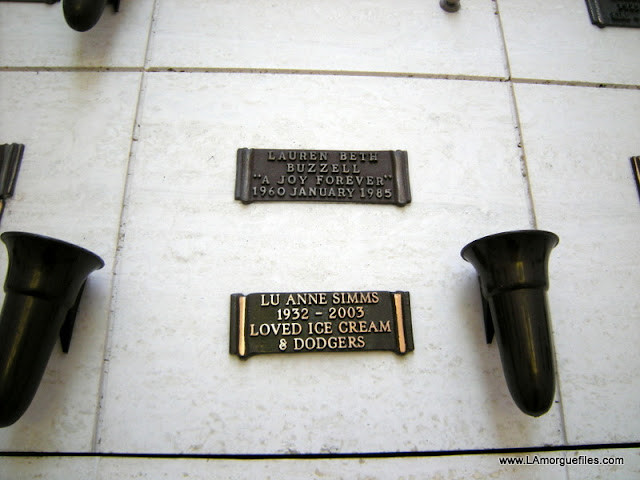 LAUREN BETH
BUZZELL
"A JOY FOREVER"
1960 JANUARY 1985
LU ANNE SIMMS
1932 - 2003
LOVED ICE CREAM
& DODGERS
www.LAmorguefiles.com